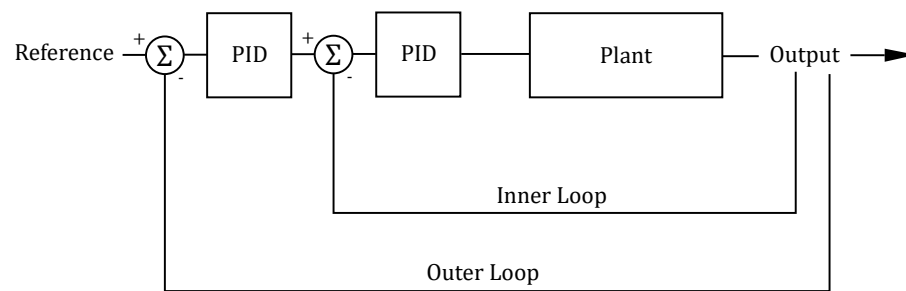 Reference
+
Σ
-
PID
+
Σ
-
PID
Plant
Output
Inner Loop
Outer Loop